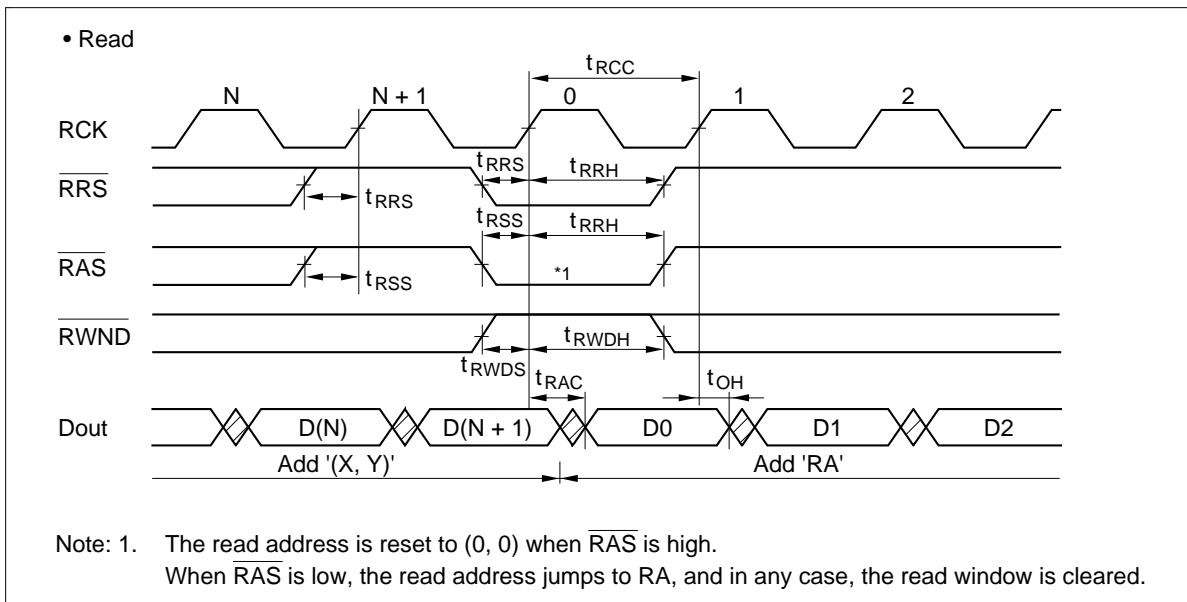 • Read
tRCC
N N + 1 0 1 2
RCK
tRRS tRRH
RRS
tRRS
tRSS tRRH
RAS
*1
tRSS
RWND
tRWDH
tRWDS
tRAC tOH
Dout D(N) D(N + 1) D0 D1 D2
Add '(X, Y)' Add 'RA'
Note: 1. The read address is reset to (0, 0) when RAS is high.
When RAS is low, the read address jumps to RA, and in any case, the read window is cleared.